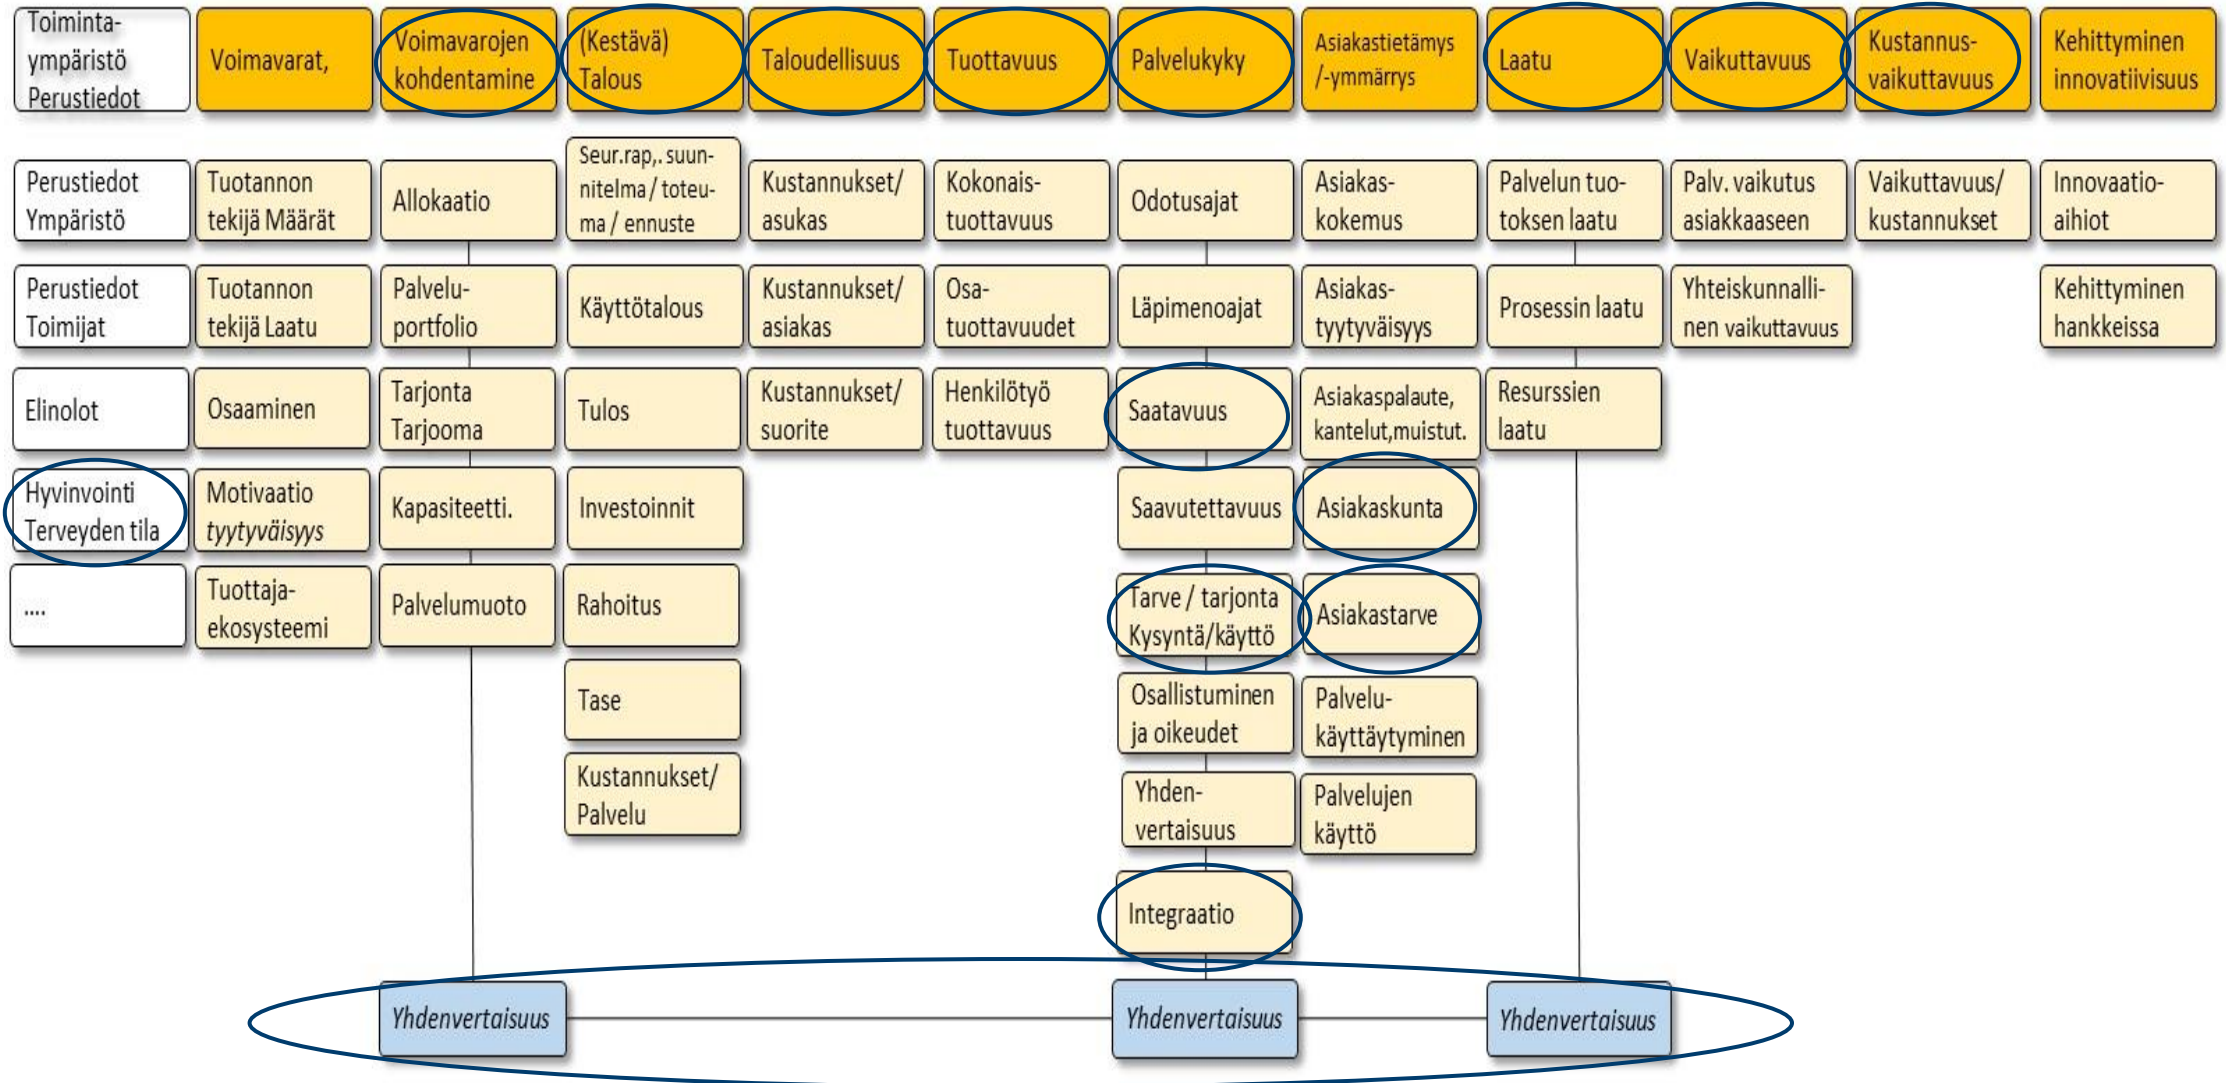 Toiminta-
ympäristö
Perustiedot
Voimavarat,
Voimavarojen
kohdentamine
(Kestävä)
Talous
Taloudellisuus
Tuottavuus
Palvelukyky
Asiakastietämys
/-ymmärrys
Laatu
Vaikuttavuus
Kustannus-
vaikuttavuus
Kehittyminen
innovatiivisuus
Perustiedot
Ympäristö
Tuotannon
tekijä Määrät
Allokaatio
Seur.rap,. suun-
nitelma / toteu-
ma / ennuste
Kustannukset/
asukas
Kokonais-
tuottavuus
Odotusajat
Asiakas-
kokemus
Palvelun tuo-
toksen laatu
Palv. vaikutus
asiakkaaseen
Vaikuttavuus/
kustannukset
Innovaatio-
aihiot
Perustiedot
Toimijat
Tuotannon
tekijä Laatu
Palvelu-
portfolio
Käyttötalous
Kustannukset/
asiakas
Osa-
tuottavuudet
Läpimenoajat
Asiakas-
tyytyväisyys
Prosessin laatu
Yhteiskunnalli-
nen vaikuttavuus
Kehittyminen
hankkeissa
Elinolot
Osaaminen
Tarjonta
Tarjooma
Tulos
Kustannukset/
suorite
Henkilötyö
tuottavuus
Saatavuus
Asiakaspalaute,
kantelut,muistut.
Resurssien
laatu
Hyvinvointi
Terveyden tila
Motivaatio
tyytyväisyys
Kapasiteetti.
Investoinnit
Saavutettavuus
Asiakaskunta
....
Tuottaja-
ekosysteemi
Palvelumuoto
Rahoitus
Tarve / tarjonta
Kysyntä/käyttö
Asiakastarve
Tase
Osallistuminen
ja oikeudet
Palvelu-
käyttäytyminen
Kustannukset/
Palvelu
Yhden-
vertaisuus
Palvelujen
käyttö
Integraatio
Yhdenvertaisuus
Yhdenvertaisuus
Yhdenvertaisuus